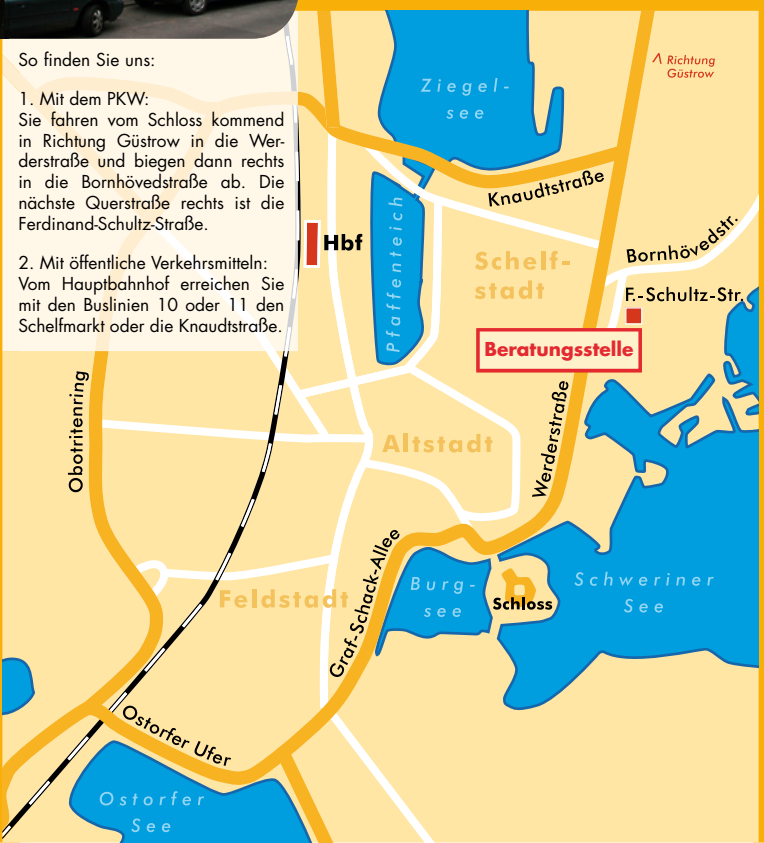 So finden Sie uns:
1. Mit dem PKW:
Sie fahren vom Schloss kommend
in Richtung Güstrow in die Wer-
derstraße und biegen dann rechts
in die Bornhövedstraße ab. Die
nächste Querstraße rechts ist die
Ferdinand-Schultz-Straße.
2. Mit öffentliche Verkehrsmitteln:
Vom Hauptbahnhof erreichen Sie
mit den Buslinien 10 oder 11 den
Schelfmarkt oder die Knaudtstraße.
^ Richtung
Güstrow
Ziegel-
see
Knaudtstraße
Pfaffenteich
Hbf
Schelf-
stadt
Bornhövedstr.
F.-Schultz-Str.
Beratungsstelle
Obotritenring
Altstadt
Werderstraße
Feldstadt
Graf-Schack-Allee
Burg-
see
Schloss
Schweriner
See
Ostorfer Ufer
Ostorfer
See